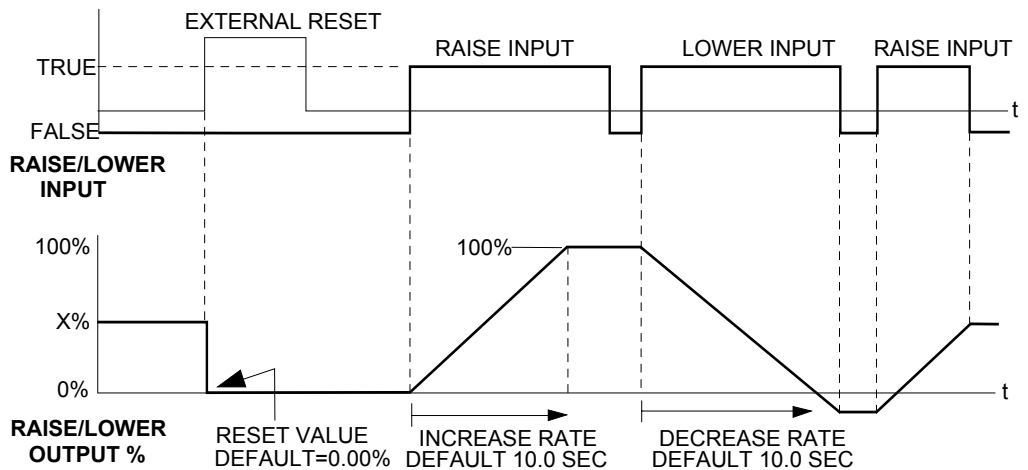 EXTERNAL RESET
RAISE INPUT
LOWER INPUT
RAISE INPUT
TRUE
t
FALSE
RAISE/LOWER
INPUT
100%
100%
X%
0%
t
RAISE/LOWER
OUTPUT %
RESET VALUE
DEFAULT=0.00%
INCREASE RATE
DEFAULT 10.0 SEC
DECREASE RATE
DEFAULT 10.0 SEC